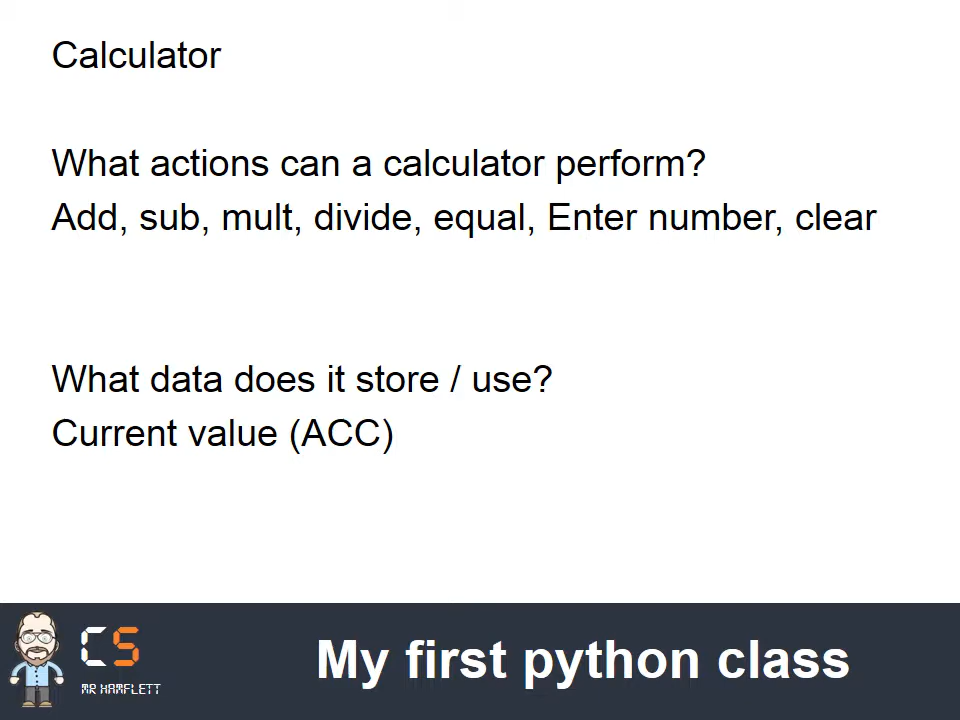 Calculator
What actions can a calculator perform?
Add, sub, mult, divide, equal, Enter number, clear
What data does it store / use?
Current value (ACC)
CS
MR HAMFLETT
My first python class